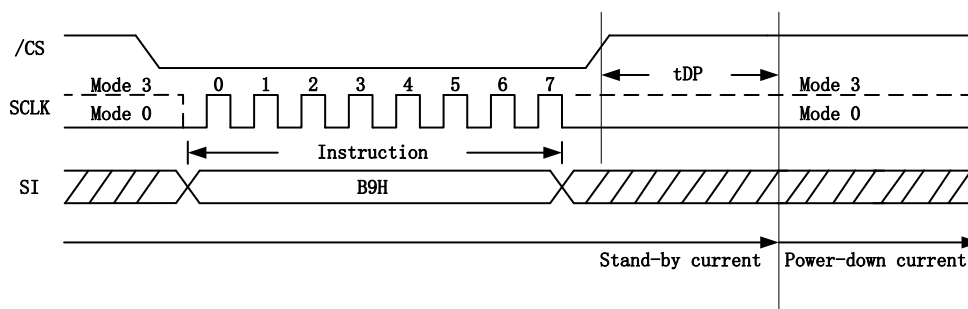 /CS
tDP
Mode 3 0 1 2 3 4 5 6 7 Mode 3
SCLK
Mode 0 Mode 0
Instruction
SI B9H
Stand-by current Power-down current